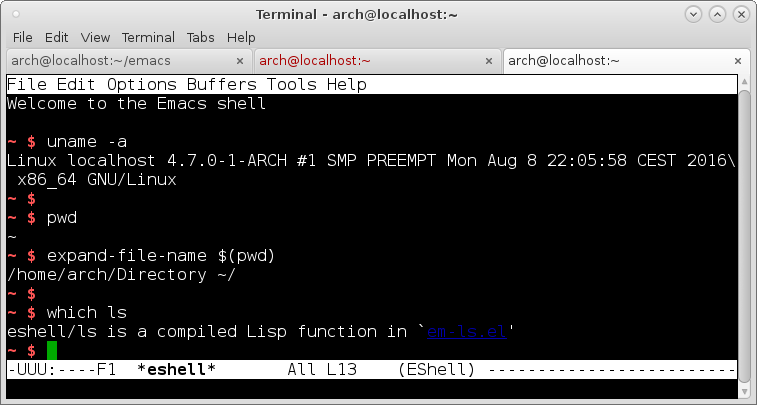 Terminal - arch@localhost:~
File Edit View Terminal Tabs Help
arch@localhost:~/emacs × arch@localhost:~ × arch@localhost:~ ×
File Edit Options Buffers Tools Help
Welcome to the Emacs shell
~ $ uname -a
Linux localhost 4.7.0-1-ARCH #1 SMP PREEMPT Mon Aug 8 22:05:58 CEST 2016\
x86_64 GNU/Linux
~ $
~ $ pwd
~
~ $ expand-file-name $(pwd)
/home/arch/Directory ~/
~ $
~ $ which ls
eshell/ls is a compiled Lisp function in `em-ls.el'
~ $
-UUU:----F1  *eshell*       All L13    (EShell) -------------------------